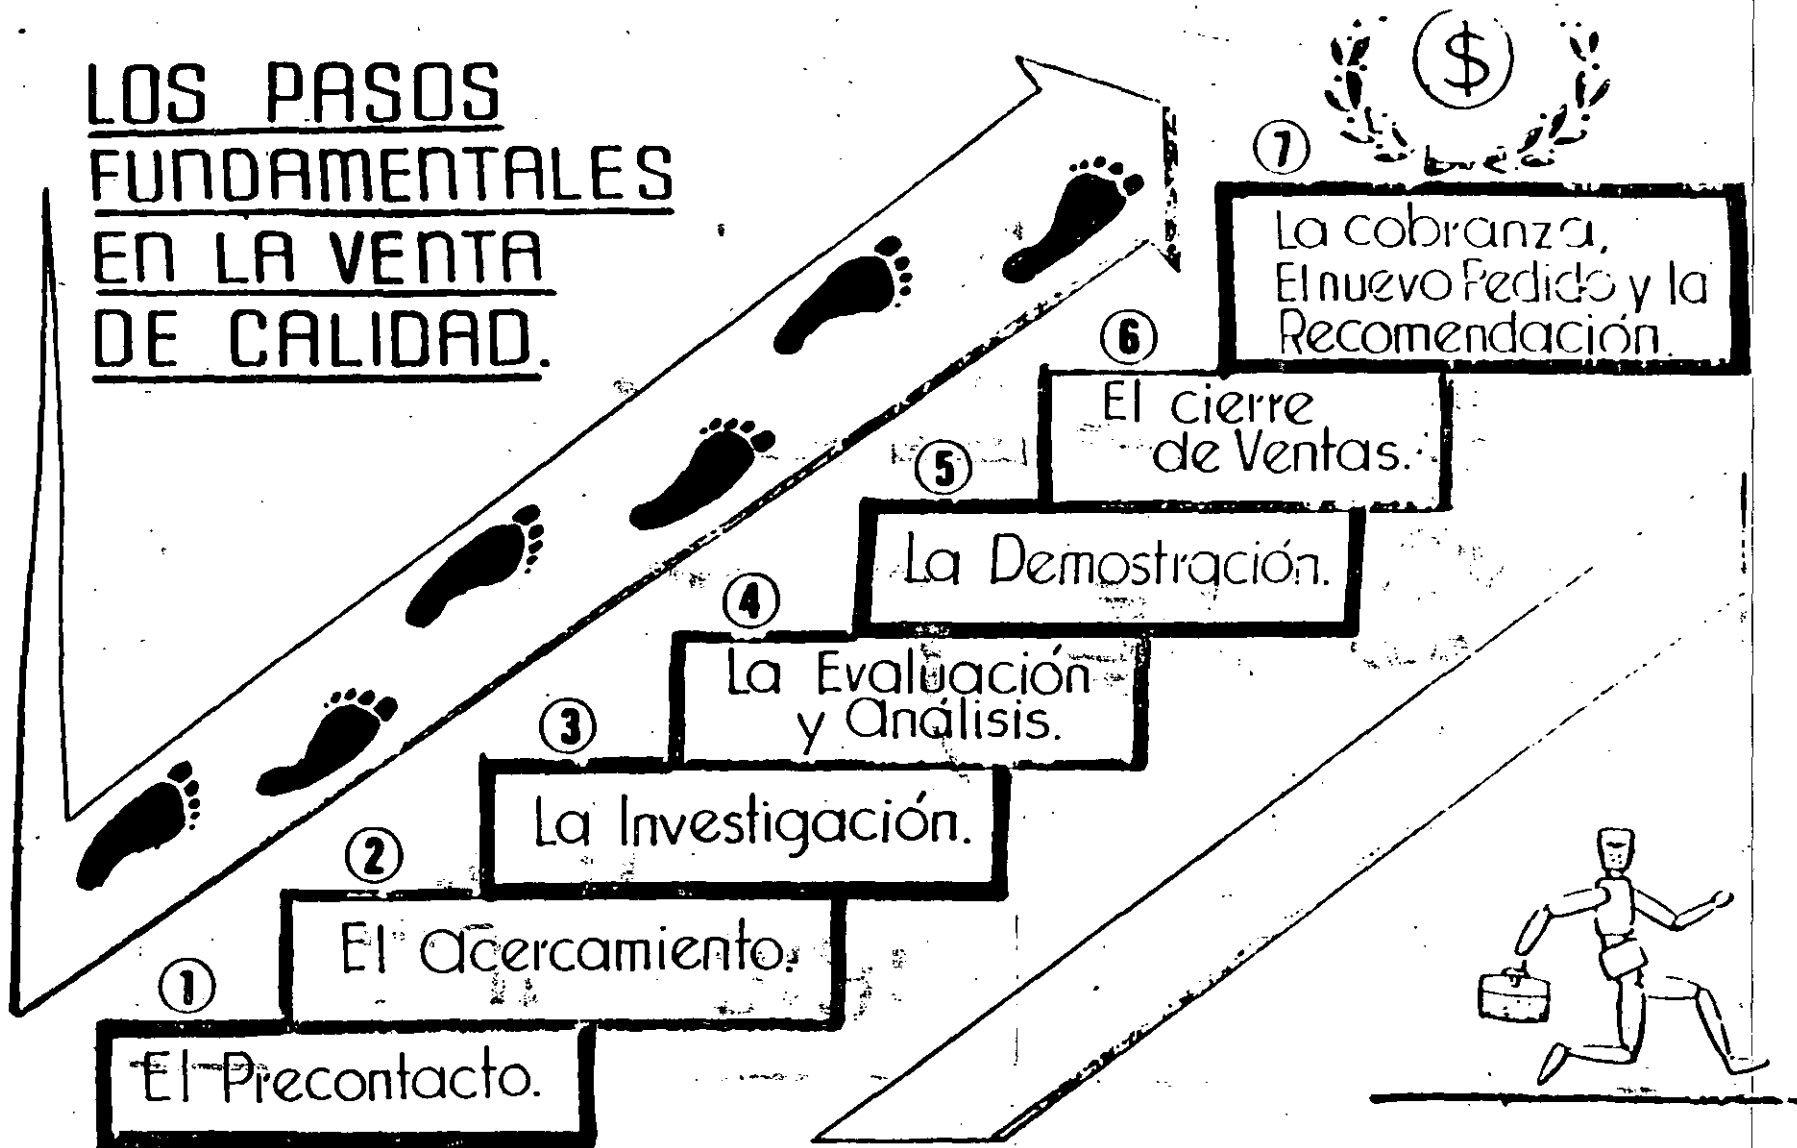 LOS PASOS
FUNDAMENTALES
EN LA VENTA
DE CALIDAD.
$
7
La cobranza,
El nuevo Pedido y la
Recomendación.
6
El cierre
de Ventas.
5
La Demostración.
4
La Evaluación
y Análisis.
3
La Investigación.
2
El Acercamiento.
1
El Precontacto.